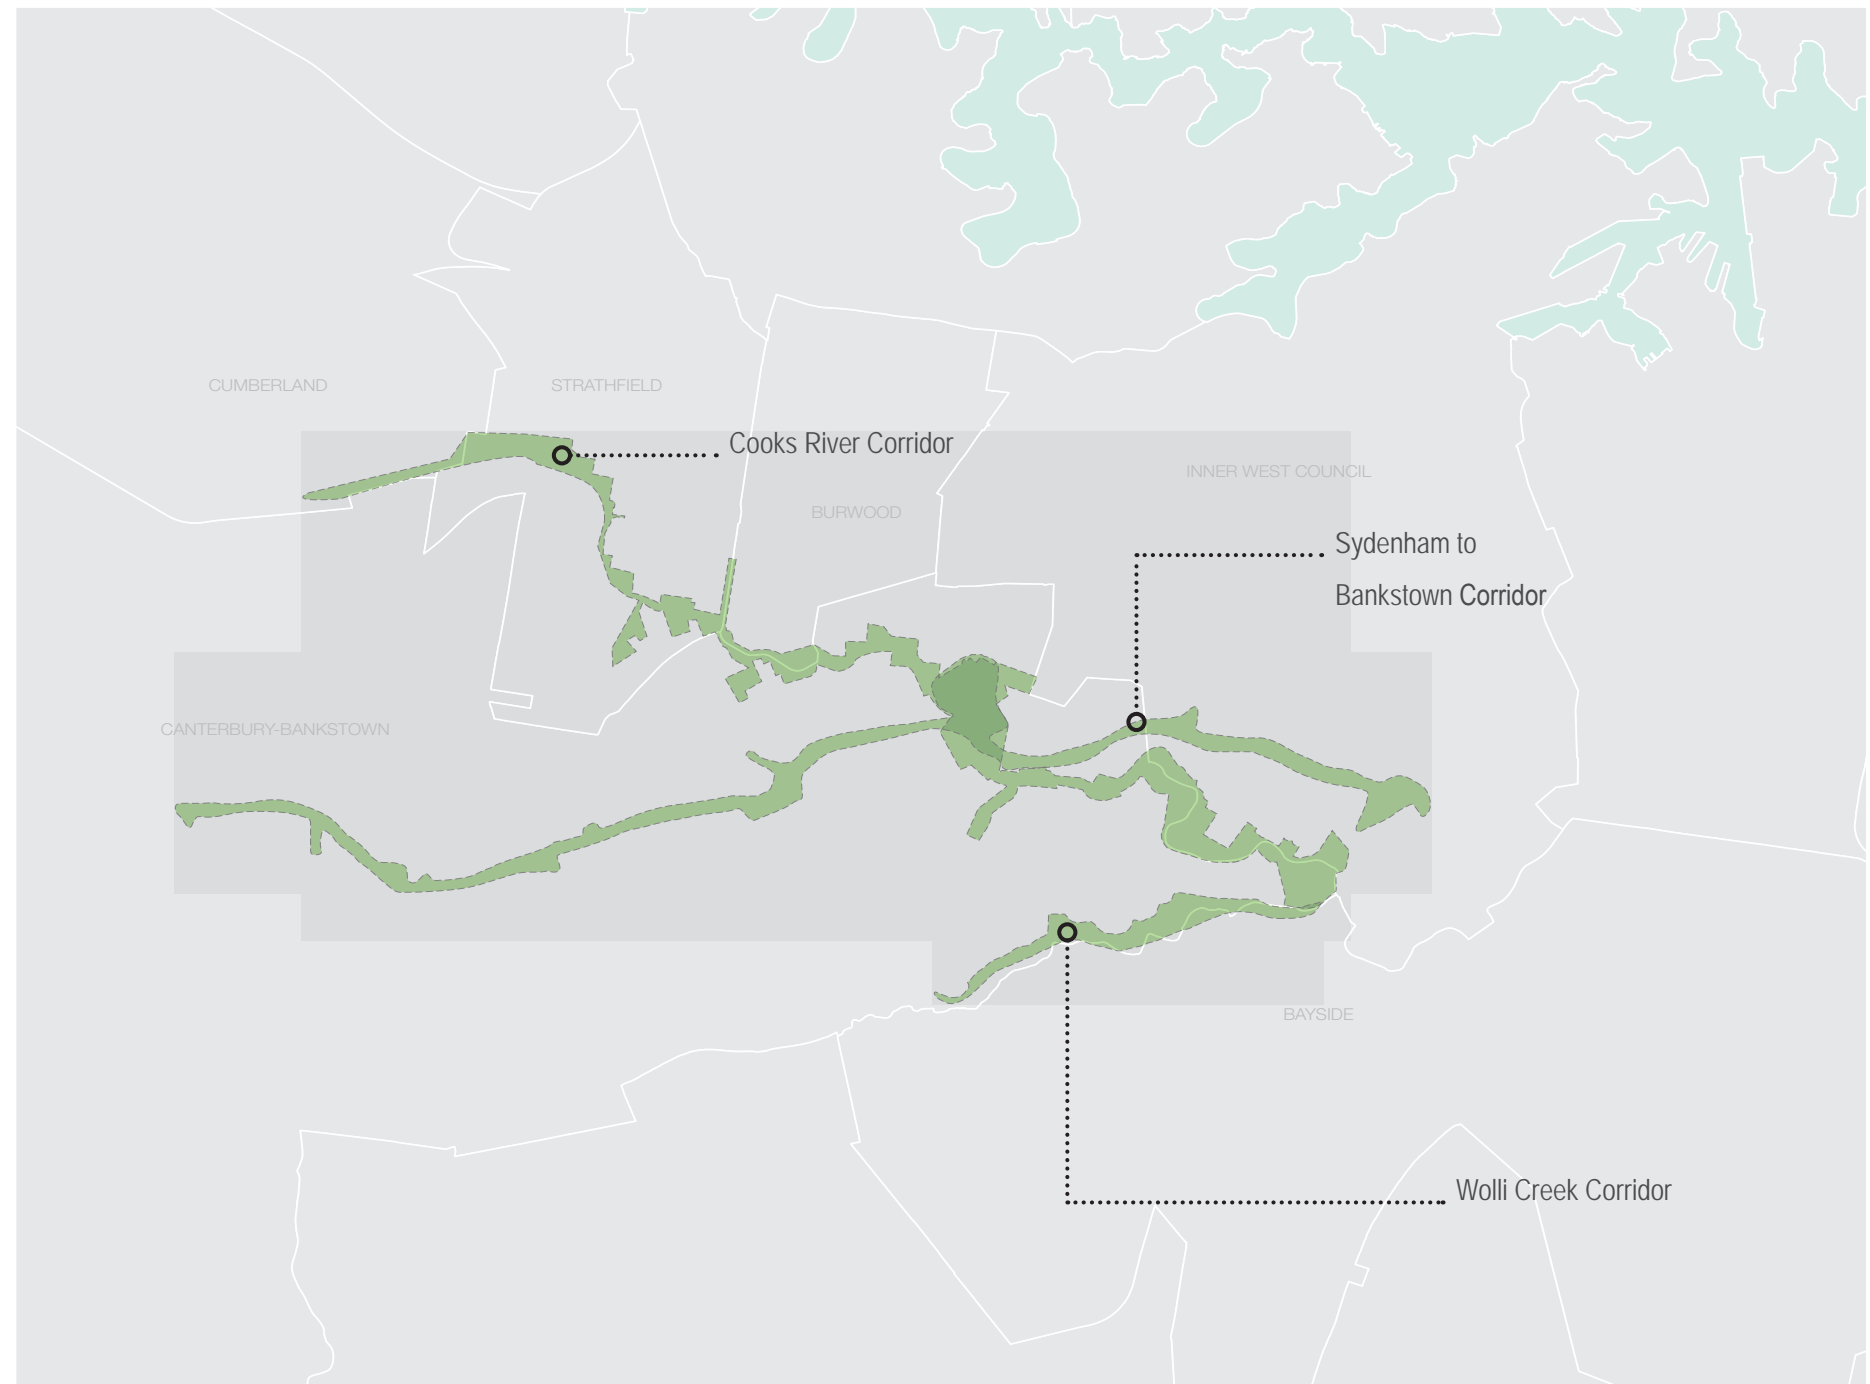 CUMBERLAND
STRATHFIELD
Cooks River Corridor
INNER WEST COUNCIL
BURWOOD
Sydenham to
Bankstown Corridor
CANTERBURY-BANKSTOWN
BAYSIDE
Wolli Creek Corridor